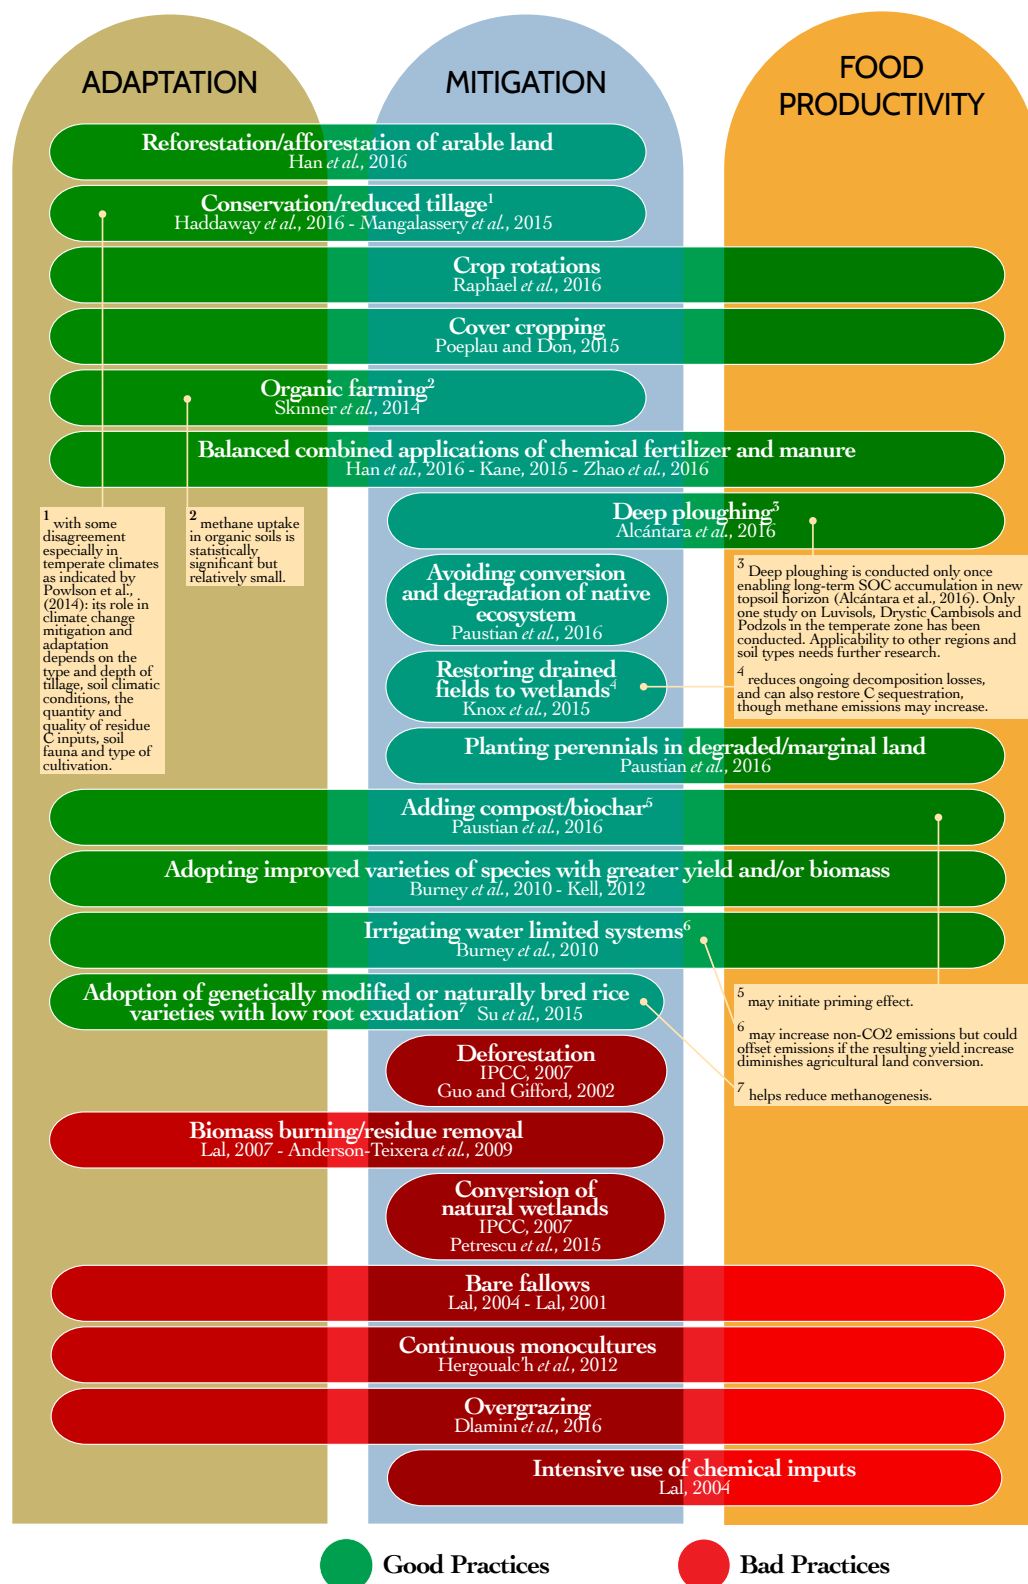 ADAPTATION
MITIGATION
FOOD
PRODUCTIVITY
Reforestation/afforestation of arable land
Han et al., 2016
Conservation/reduced tillage1
Haddaway et al., 2016 - Mangalassery et al., 2015
Crop rotations
Raphael et al., 2016
Cover cropping
Poeplau and Don, 2015
Organic farming2
Skinner et al., 2014
Balanced combined applications of chemical fertilizer and manure
Han et al., 2016 - Kane, 2015 - Zhao et al., 2016
Deep ploughing3
Alcántara et al., 2016
1 with some
disagreement
especially in
temperate climates
as indicated by
Powlson et al.,
(2014): its role in
climate change
mitigation and
adaptation
depends on the
type and depth of
tillage, soil climatic
conditions, the
quantity and
quality of residue
C inputs, soil
fauna and type of
cultivation.
2 methane uptake
in organic soils is
statistically
significant but
relatively small.
Avoiding conversion
and degradation of native
ecosystem
Paustian et al., 2016
3 Deep ploughing is conducted only once
enabling long-term SOC accumulation in new
topsoil horizon (Alcántara et al., 2016). Only
one study on Luvisols, Drystic Cambisols and
Podzols in the temperate zone has been
conducted. Applicability to other regions and
soil types needs further research.
4 reduces ongoing decomposition losses,
and can also restore C sequestration,
though methane emissions may increase.
Restoring drained
fields to wetlands4
Knox et al., 2015
Planting perennials in degraded/marginal land
Paustian et al., 2016
Adding compost/biochar5
Paustian et al., 2016
Adopting improved varieties of species with greater yield and/or biomass
Burney et al., 2010 - Kell, 2012
Irrigating water limited systems6
Burney et al., 2010
Adoption of genetically modified or naturally bred rice
varieties with low root exudation7 Su et al., 2015
5 may initiate priming effect.
6 may increase non-CO2 emissions but could
offset emissions if the resulting yield increase
diminishes agricultural land conversion.
7 helps reduce methanogenesis.
Deforestation
IPCC, 2007
Guo and Gifford, 2002
Biomass burning/residue removal
Lal, 2007 - Anderson-Teixera et al., 2009
Conversion of
natural wetlands
IPCC, 2007
Petrescu et al., 2015
Bare fallows
Lal, 2004 - Lal, 2001
Continuous monocultures
Hergoualc'h et al., 2012
Overgrazing
Dlamini et al., 2016
Intensive use of chemical imputs
Lal, 2004
Good Practices
Bad Practices